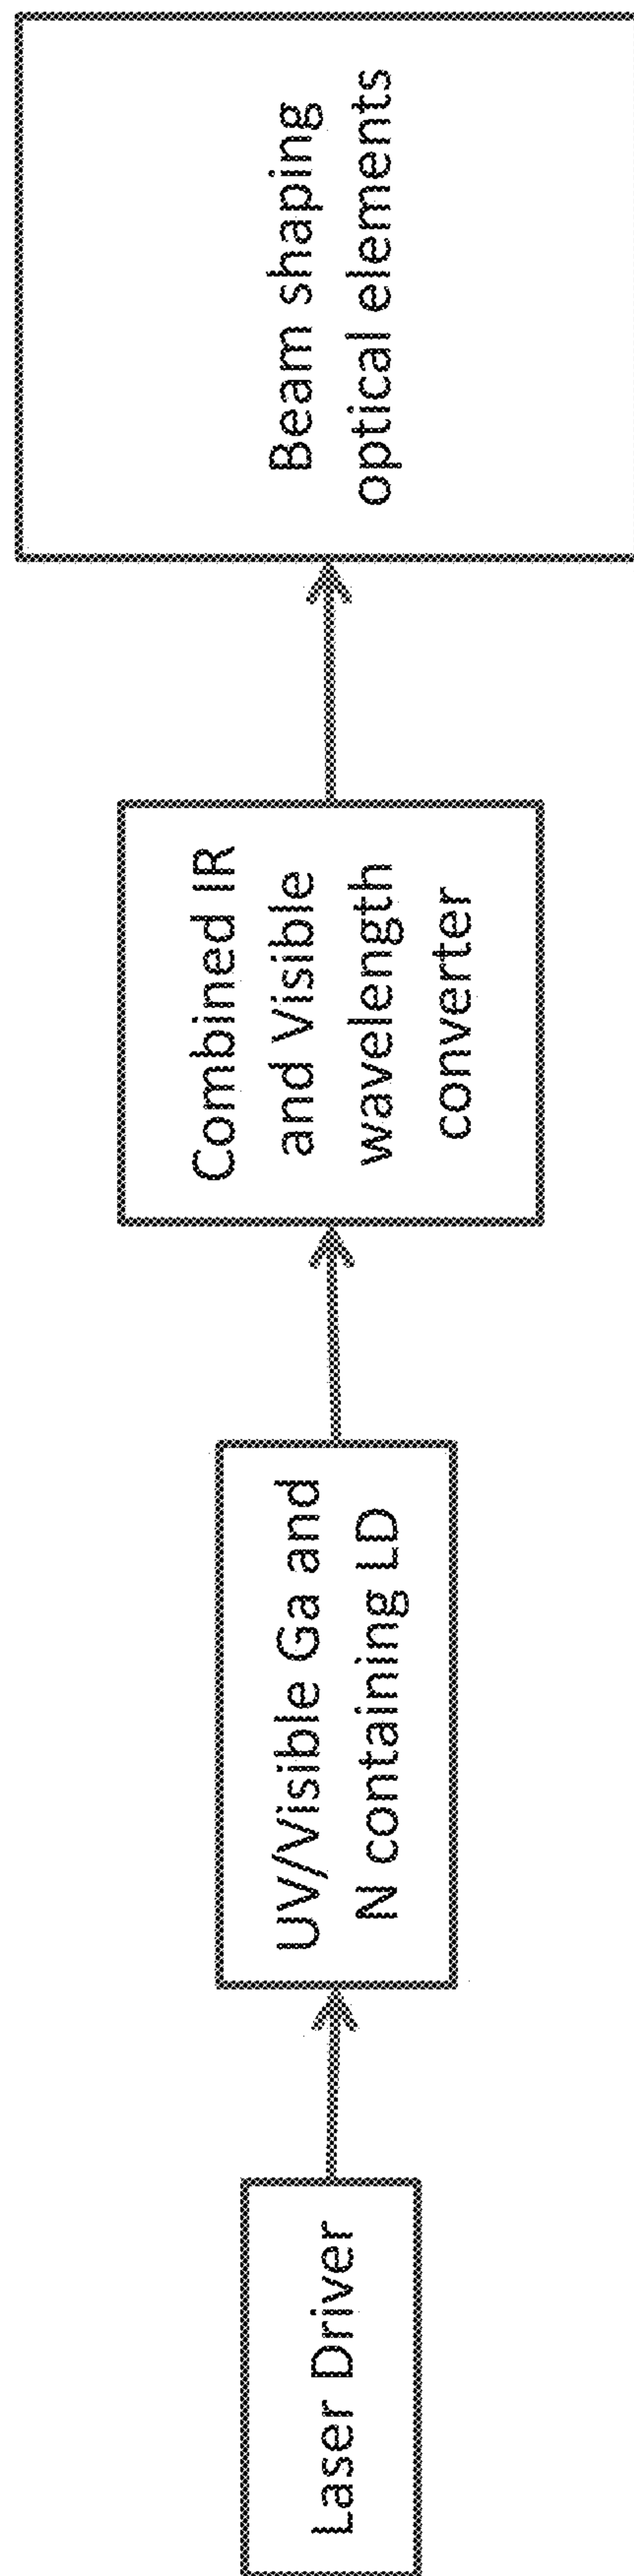 Laser Driver
UV/Visible Ga and
N containing LD
Combined IR
and Visible
wavelength
converter
Beam shaping
optical elements